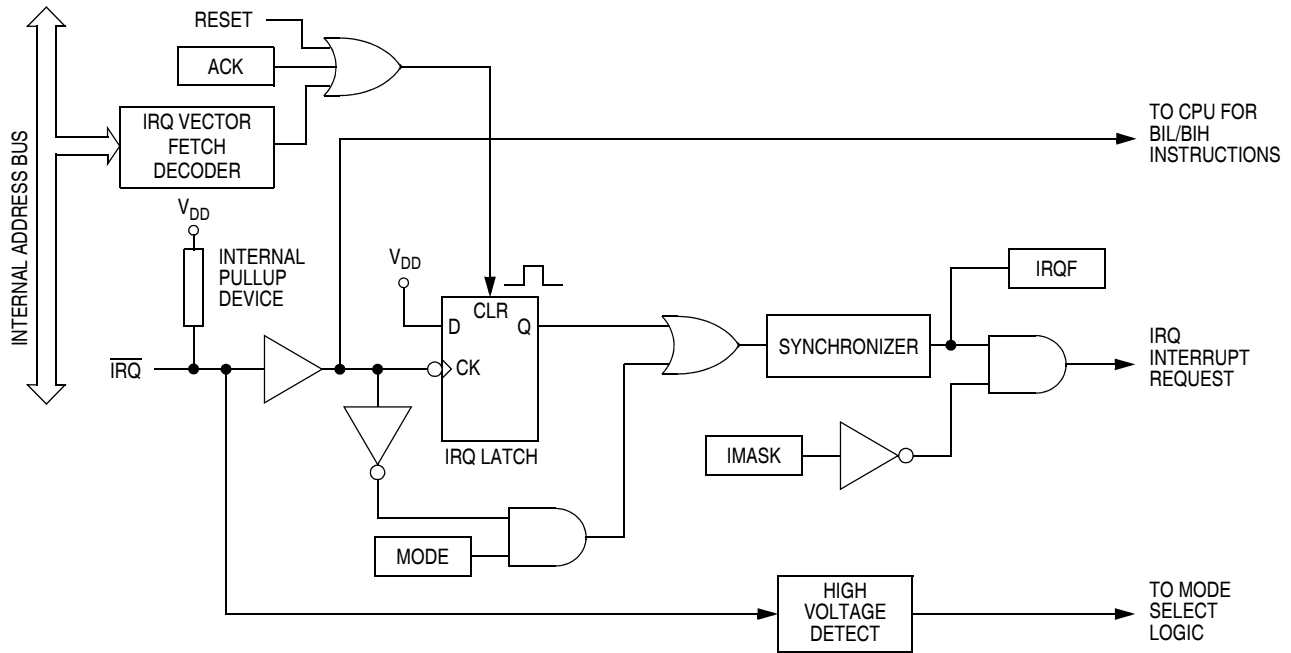 RESET
ACK
IRQ VECTOR
FETCH
DECODER
INTERNAL ADDRESS BUS
TO CPU FOR
BIL/BIH
INSTRUCTIONS
VDD
INTERNAL
PULLUP
DEVICE
VDD
CLR
D
Q
CK
IRQ LATCH
IRQ
SYNCHRONIZER
IRQF
IRQ
INTERRUPT
REQUEST
IMASK
MODE
HIGH
VOLTAGE
DETECT
TO MODE
SELECT
LOGIC